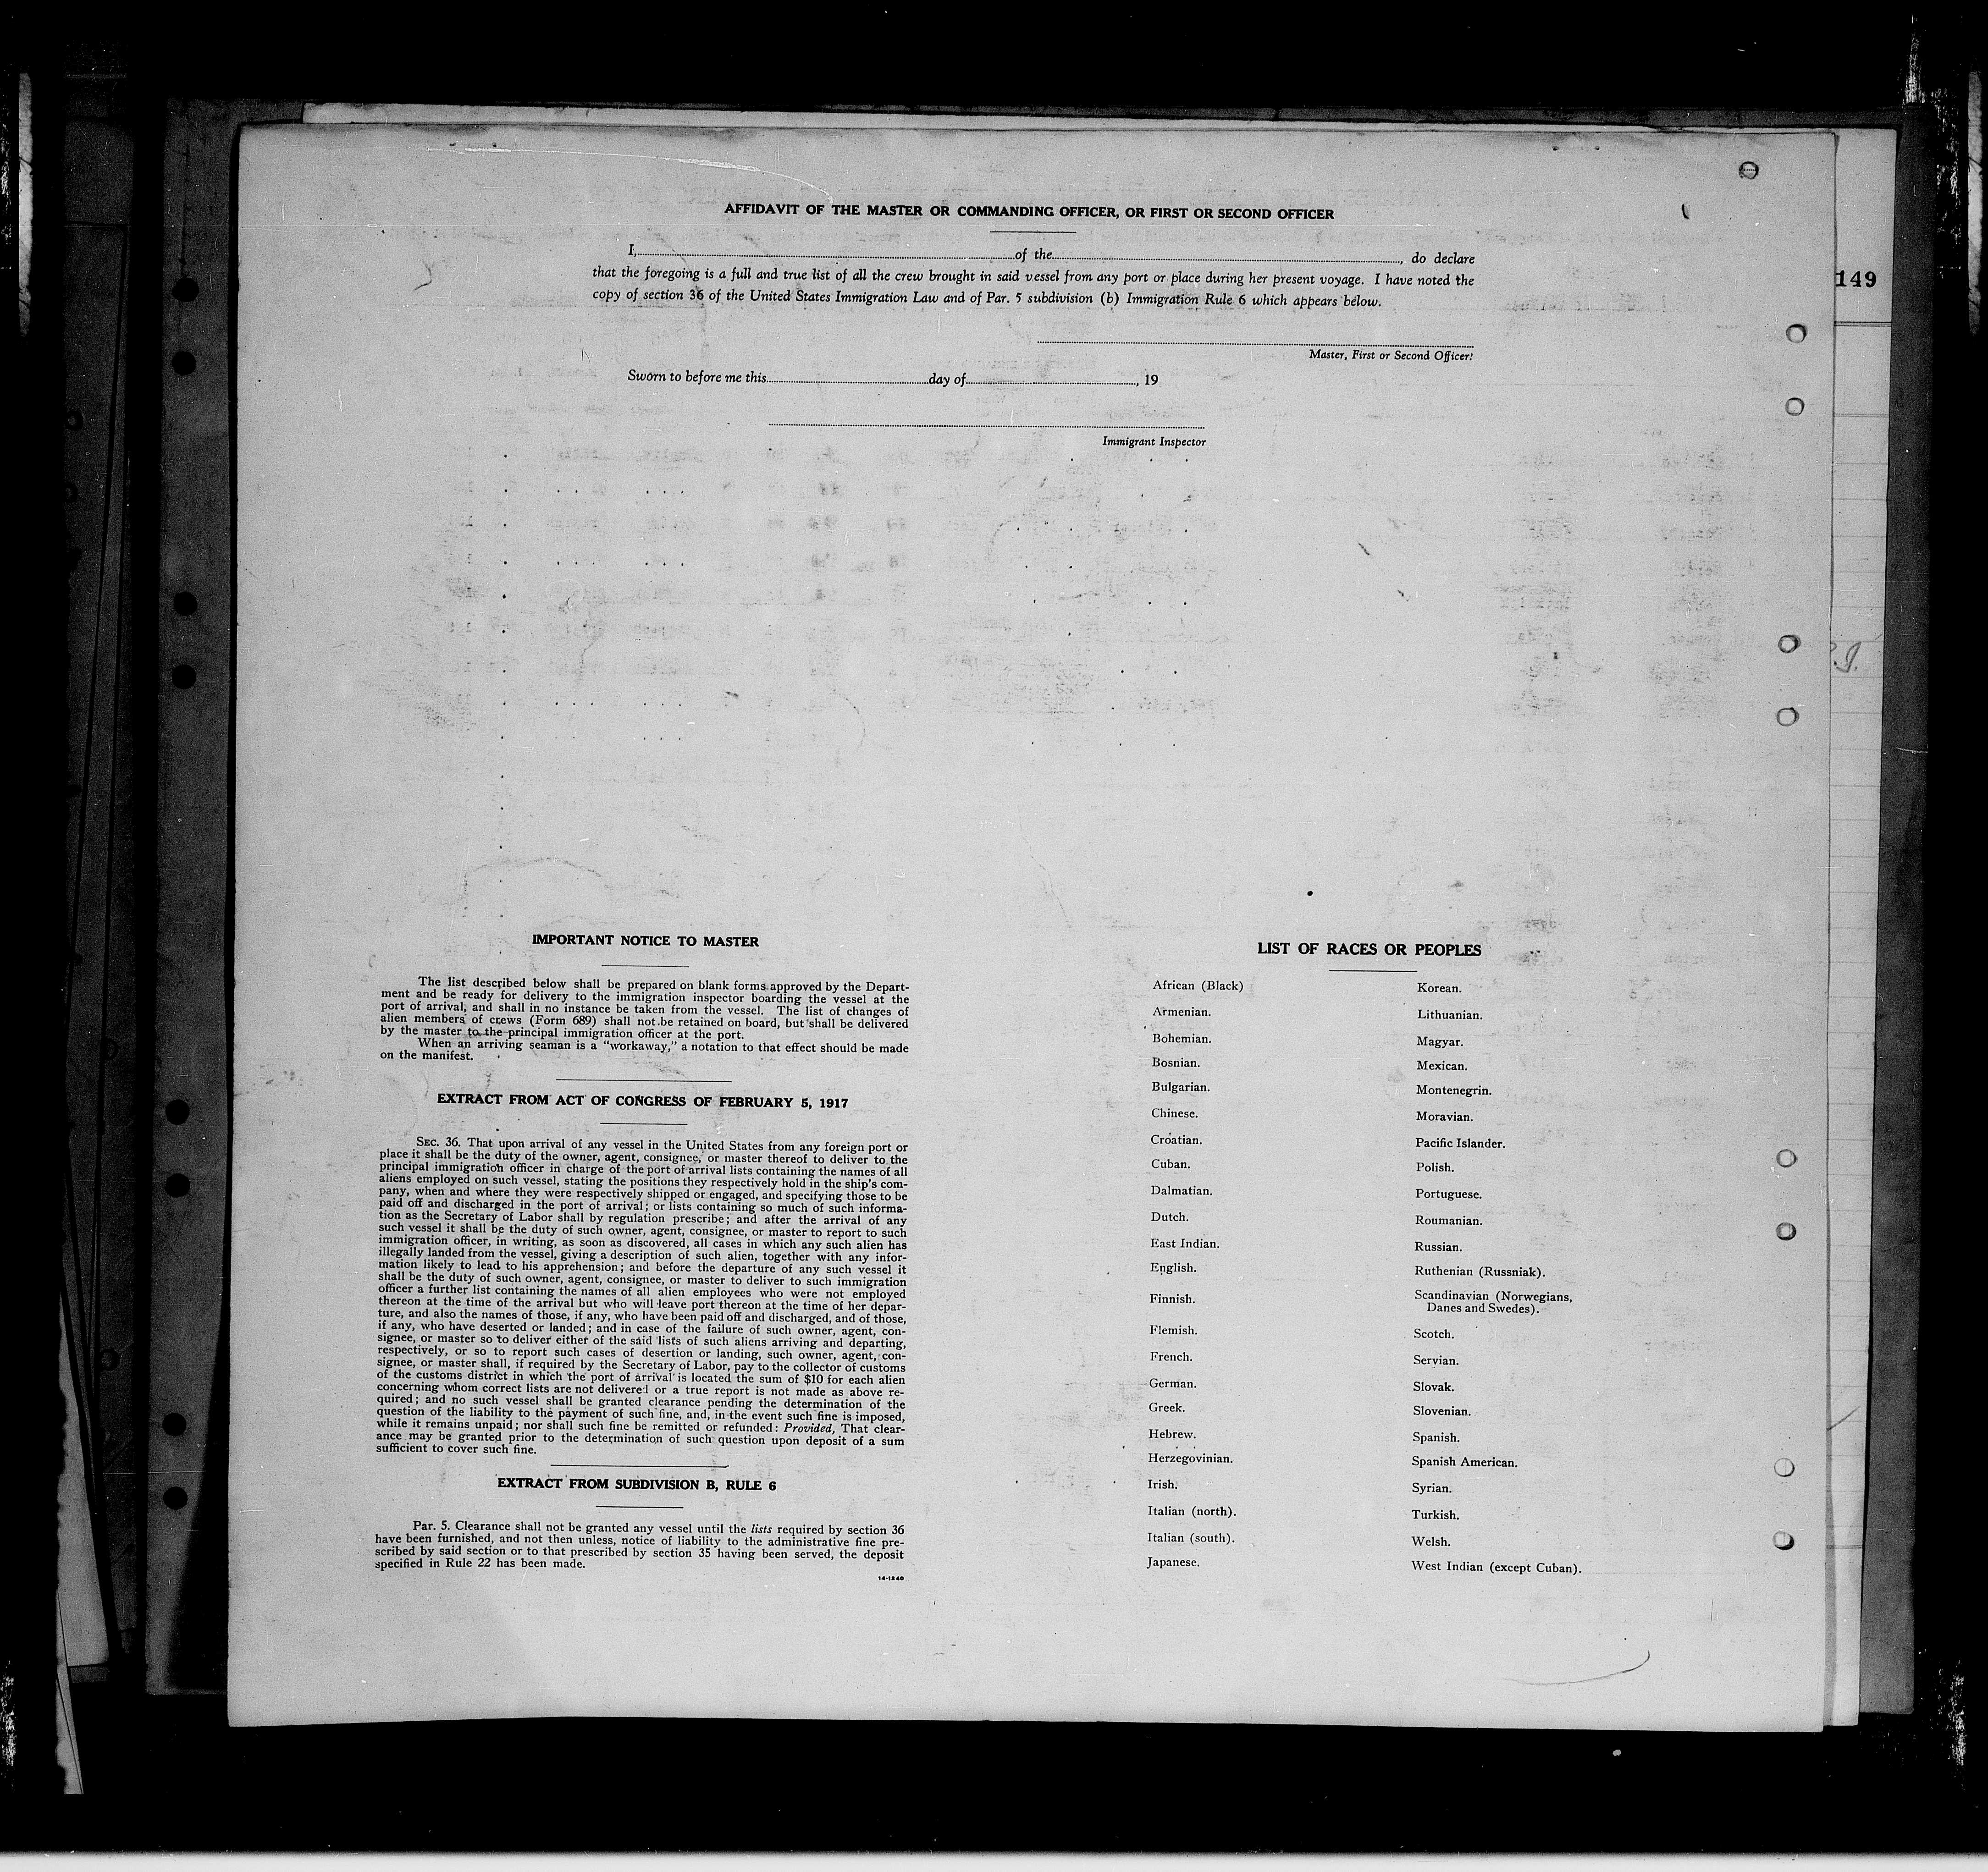 AFFIDAVIT OF THE MASTER OR COMMANDING OFFICER, OR FIRST OR SECOND OFFICER
I, of the , do declare
that the foregoing is a full and true list of all the crew brought in said vessel from any port or place during her present voyage. I have noted the
copy of section 36 of the United States Immigration Law and of Par. 5 subdivision (b) Immigration Rule 6 which appears below.
149
Master, First or Second Officer.
Sworn to before me this day of , 19
Immigrant Inspector
IMPORTANT NOTICE TO MASTER
The list described below shall be prepared on blank forms approved by the Depart-
ment and be ready for delivery to the immigration inspector boarding the vessel at the
port of arrival, and shall in no instance be taken from the vessel. The list of changes of
alien members of crews (Form 689) shall not be retained on board, but shall be delivered
by the master to the principal immigration officer at the port.
When an arriving seaman is a "workaway," a notation to that effect should be made
on the manifest.
EXTRACT FROM ACT OF CONGRESS OF FEBRUARY 5, 1917
SEC. 36. That upon arrival of any vessel in the United States from any foreign port or
place it shall be the duty of the owner, agent, consignee, or master thereof to deliver to the
principal immigration officer in charge of the port of arrival lists containing the names of all
aliens employed on such vessel, stating the positions they respectively hold in the ship's com-
pany, when and where they were respectively shipped or engaged, and specifying those to be
paid off and discharged in the port of arrival; or lists containing so much of such informa-
tion as the Secretary of Labor shall by regulation prescribe; and after the arrival of any
such vessel it shall be the duty of such owner, agent, consignee, or master to report to such
immigration officer, in writing, as soon as discovered, all cases in which any such alien has
illegally landed from the vessel, giving a description of such alien, together with any infor-
mation likely to lead to his apprehension; and before the departure of any such vessel it
shall be the duty of such owner, agent, consignee, or master to deliver to such immigration
officer a further list containing the names of all alien employees who were not employed
thereon at the time of the arrival but who will leave port thereon at the time of her depar-
ture, and also the names of those, if any, who have been paid off and discharged, and of those,
if any, who have deserted or landed; and in case of the failure of such owner, agent, con-
signee, or master so to deliver either of the said lists of such aliens arriving and departing,
respectively, or so to report such cases of desertion or landing, such owner, agent, con-
signee, or master shall, if required by the Secretary of Labor, pay to the collector of customs
of the customs district in which the port of arrival is located the sum of $10 for each alien
concerning whom correct lists are not delivered or a true report is not made as above re-
quired; and no such vessel shall be granted clearance pending the determination of the
question of the liability to the payment of such fine, and, in the event such fine is imposed,
while it remains unpaid; nor shall such fine be remitted or refunded: Provided, That clear-
ance may be granted prior to the determination of such question upon deposit of a sum
sufficient to cover such fine.
EXTRACT FROM SUBDIVISION B, RULE 6
Par. 5. Clearance shall not be granted any vessel until the lists required by section 36
have been furnished, and not then unless, notice of liability to the administrative fine pre-
scribed by said section or to that prescribed by section 35 having been served, the deposit
specified in Rule 22 has been made.
14-1240
LIST OF RACES OR PEOPLES
African (Black)
Armenian.
Bohemian.
Bosnian.
Bulgarian.
Chinese.
Croatian.
Cuban.
Dalmatian.
Dutch.
East Indian.
English.
Finnish.
Flemish.
French.
German.
Greek.
Hebrew.
Herzegovinian.
Irish.
Italian (north).
Italian (south).
Japanese.
Korean.
Lithuanian.
Magyar.
Mexican.
Montenegrin.
Moravian.
Pacific Islander.
Polish.
Portuguese.
Roumanian.
Russian.
Ruthenian (Russniak).
Scandinavian (Norwegians,
Danes and Swedes).
Scotch.
Servian.
Slovak.
Slovenian.
Spanish.
Spanish American.
Syrian.
Turkish.
Welsh.
West Indian (except Cuban).